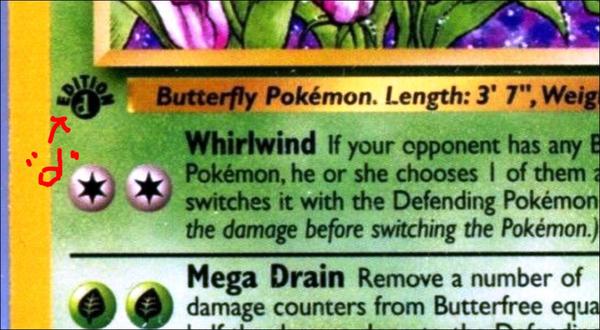 EDITION
d
Butterfly Pokémon. Length: 3' 7", Weig
"d"
Whirlwind If your opponent has any B
Pokémon, he or she chooses 1 of them a
switches it with the Defending Pokémon
the damage before switching the Pokémon.)
Mega Drain Remove a number of
damage counters from Butterfree equa